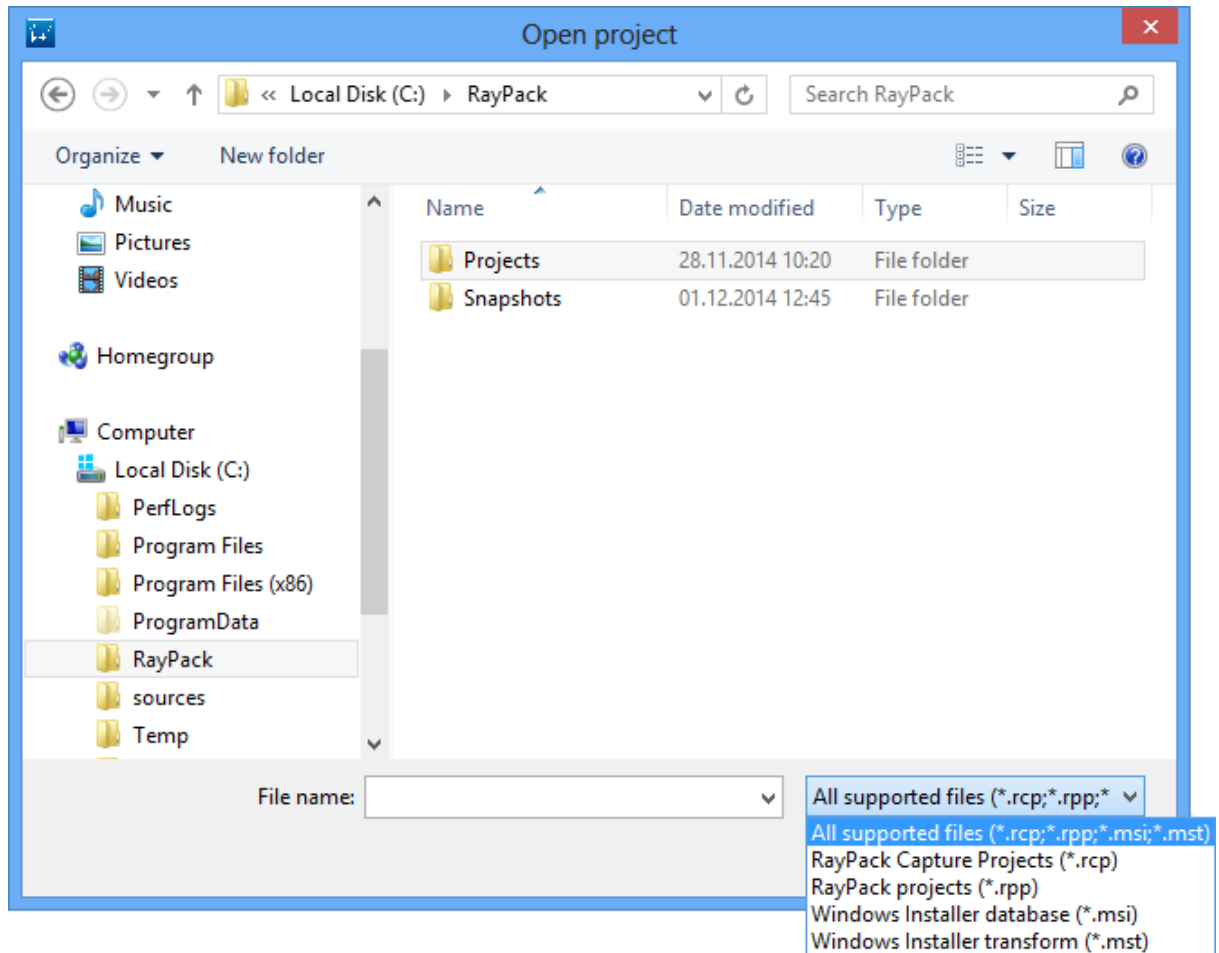 Open project
« Local Disk (C:) RayPack
Search RayPack
Organize
New folder
Music
Pictures
Videos
Homegroup
Computer
Local Disk (C:)
PerfLogs
Program Files
Program Files (x86)
ProgramData
RayPack
sources
Temp
Name Date modified Type Size
Projects 28.11.2014 10:20 File folder
Snapshots 01.12.2014 12:45 File folder
File name:
All supported files (*.rcp;*.rpp;*
All supported files (*.rcp;*.rpp;*.msi;*.mst)
RayPack Capture Projects (*.rcp)
RayPack projects (*.rpp)
Windows Installer database (*.msi)
Windows Installer transform (*.mst)